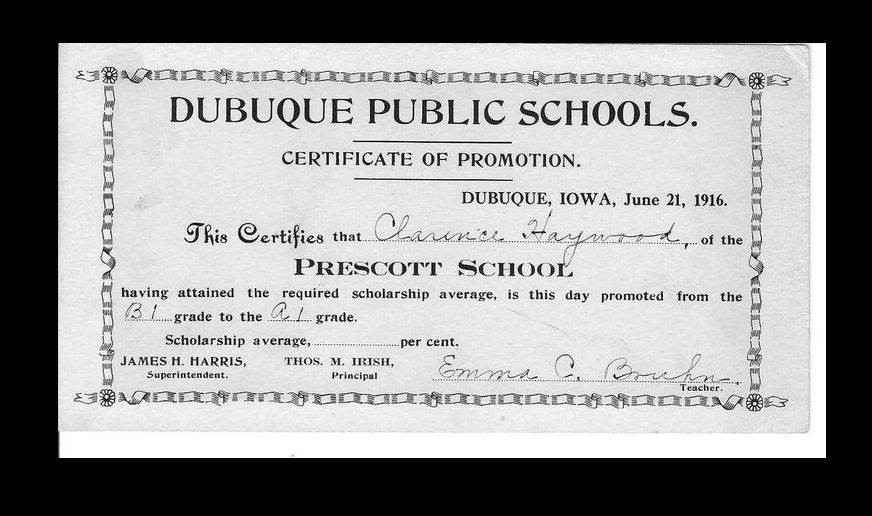 DUBUQUE PUBLIC SCHOOLS.
CERTIFICATE OF PROMOTION.
DUBUQUE, IOWA, June 21, 1916.
This Certifies that Clarence Haywood, of the
PRESCOTT SCHOOL
having attained the required scholarship average, is this day promoted from the
B1 grade to the A1 grade.
Scholarship average, per cent.
JAMES H. HARRIS, THOS. M. IRISH, Emma C. Bruhn.
Superintendent. Principal Teacher.